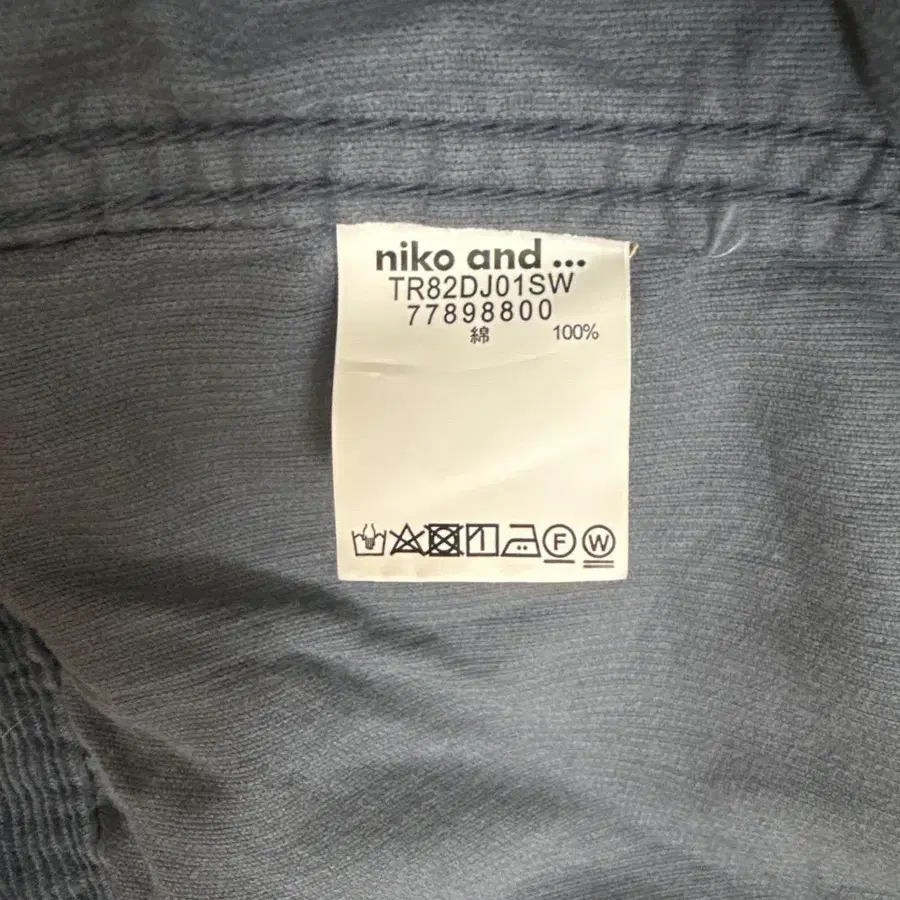 niko and ...
TR82DJ01SW
77898800
綿 100%
F W